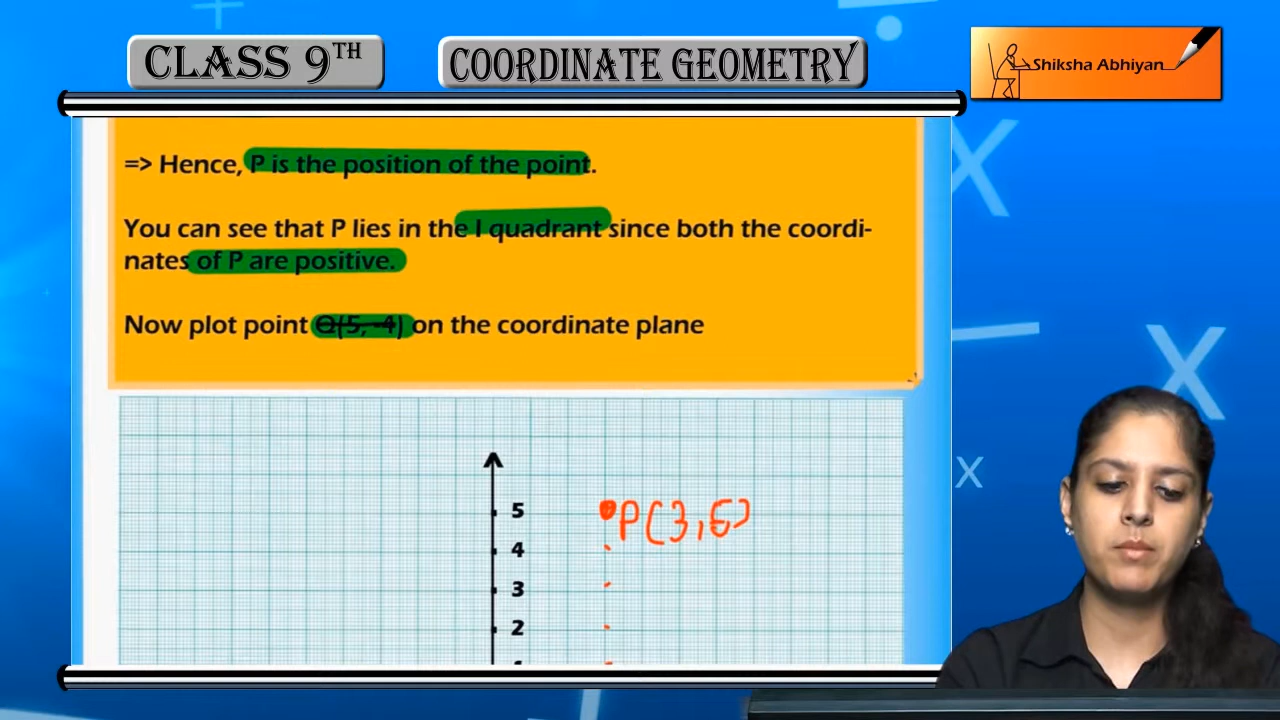 CLASS 9TH
COORDINATE GEOMETRY
Shiksha Abhiyan
=> Hence, P is the position of the point.
You can see that P lies in the I quadrant since both the coordi-
nates of P are positive.
Now plot point Q(5, -4) on the coordinate plane
5
P(3,5)
4
3
2